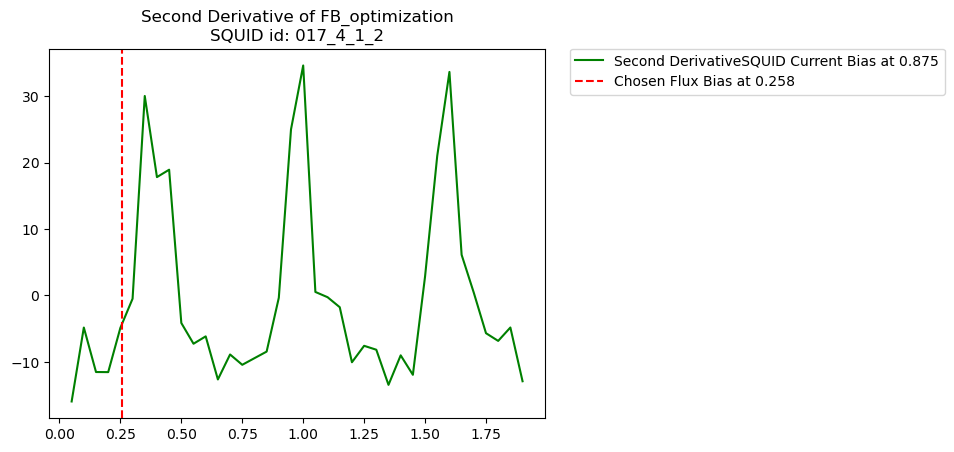 Second Derivative of FB_optimization
SQUID id: 017_4_1_2
Second DerivativeSQUID Current Bias at 0.875
Chosen Flux Bias at 0.258
30
20
10
0
−10
0.00 0.25 0.50 0.75 1.00 1.25 1.50 1.75